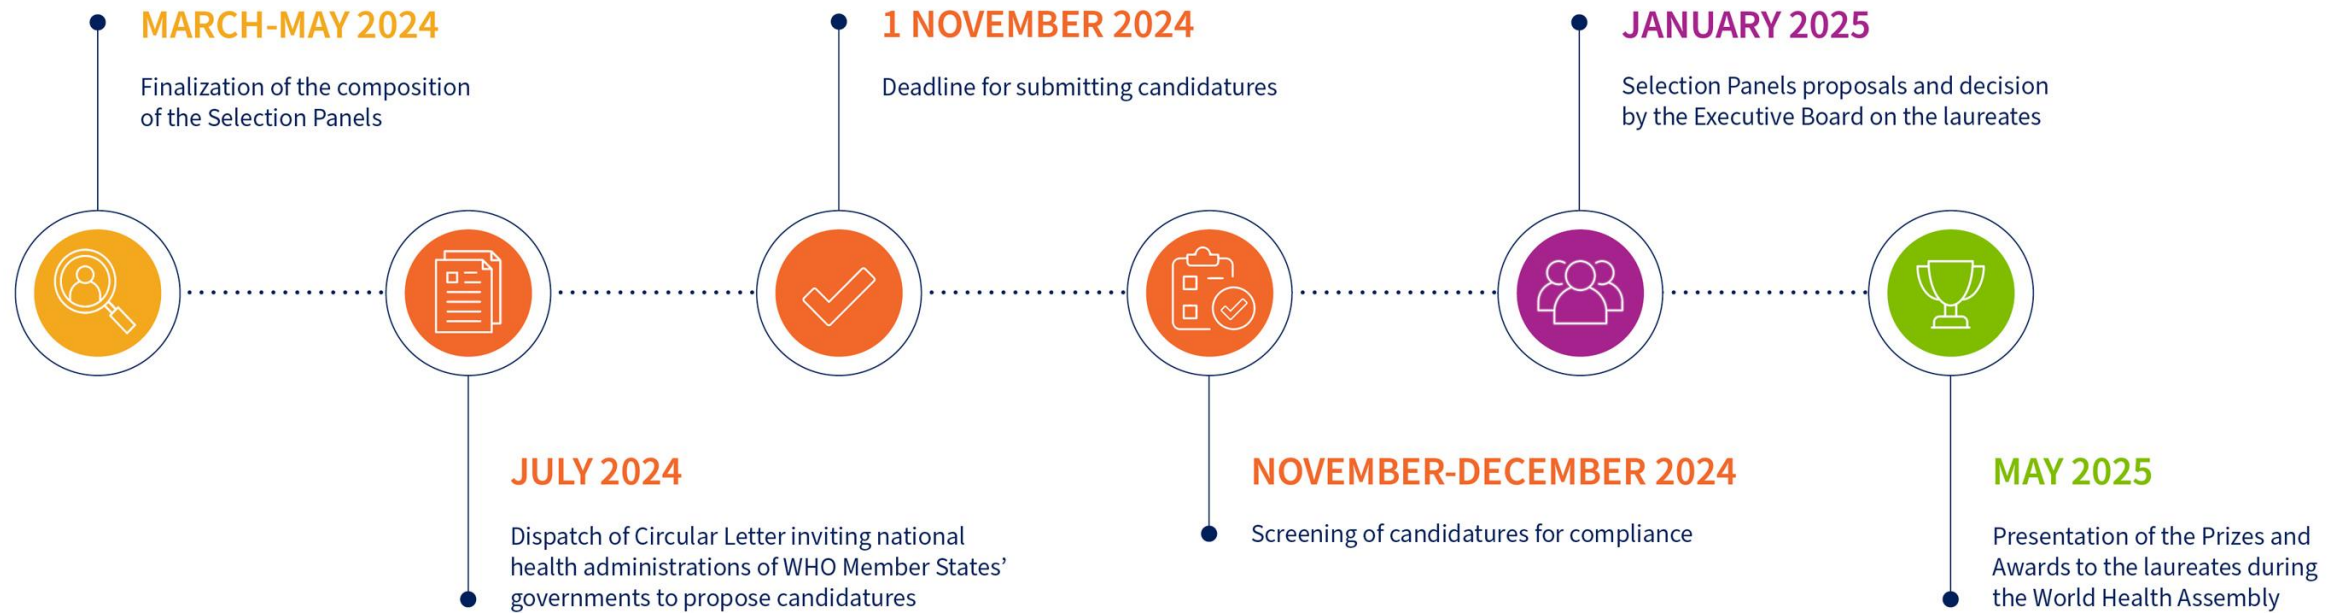 MARCH-MAY 2024
Finalization of the composition
of the Selection Panels
JULY 2024
Dispatch of Circular Letter inviting national
health administrations of WHO Member States’
governments to propose candidatures
1 NOVEMBER 2024
Deadline for submitting candidatures
NOVEMBER-DECEMBER 2024
Screening of candidatures for compliance
JANUARY 2025
Selection Panels proposals and decision
by the Executive Board on the laureates
MAY 2025
Presentation of the Prizes and
Awards to the laureates during
the World Health Assembly